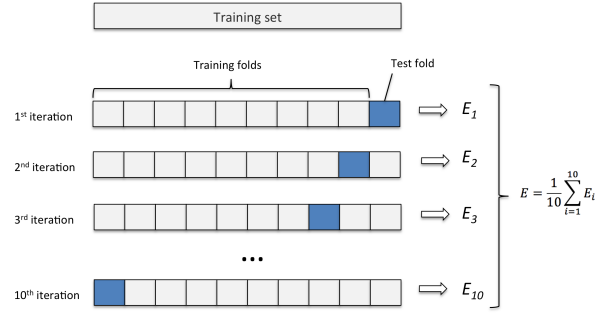 Training set
Training folds
Test fold
1st iteration
E1
2nd iteration
E2
3rd iteration
E3
E = 1/10 10∑i=1 Ei
...
10th iteration
E10